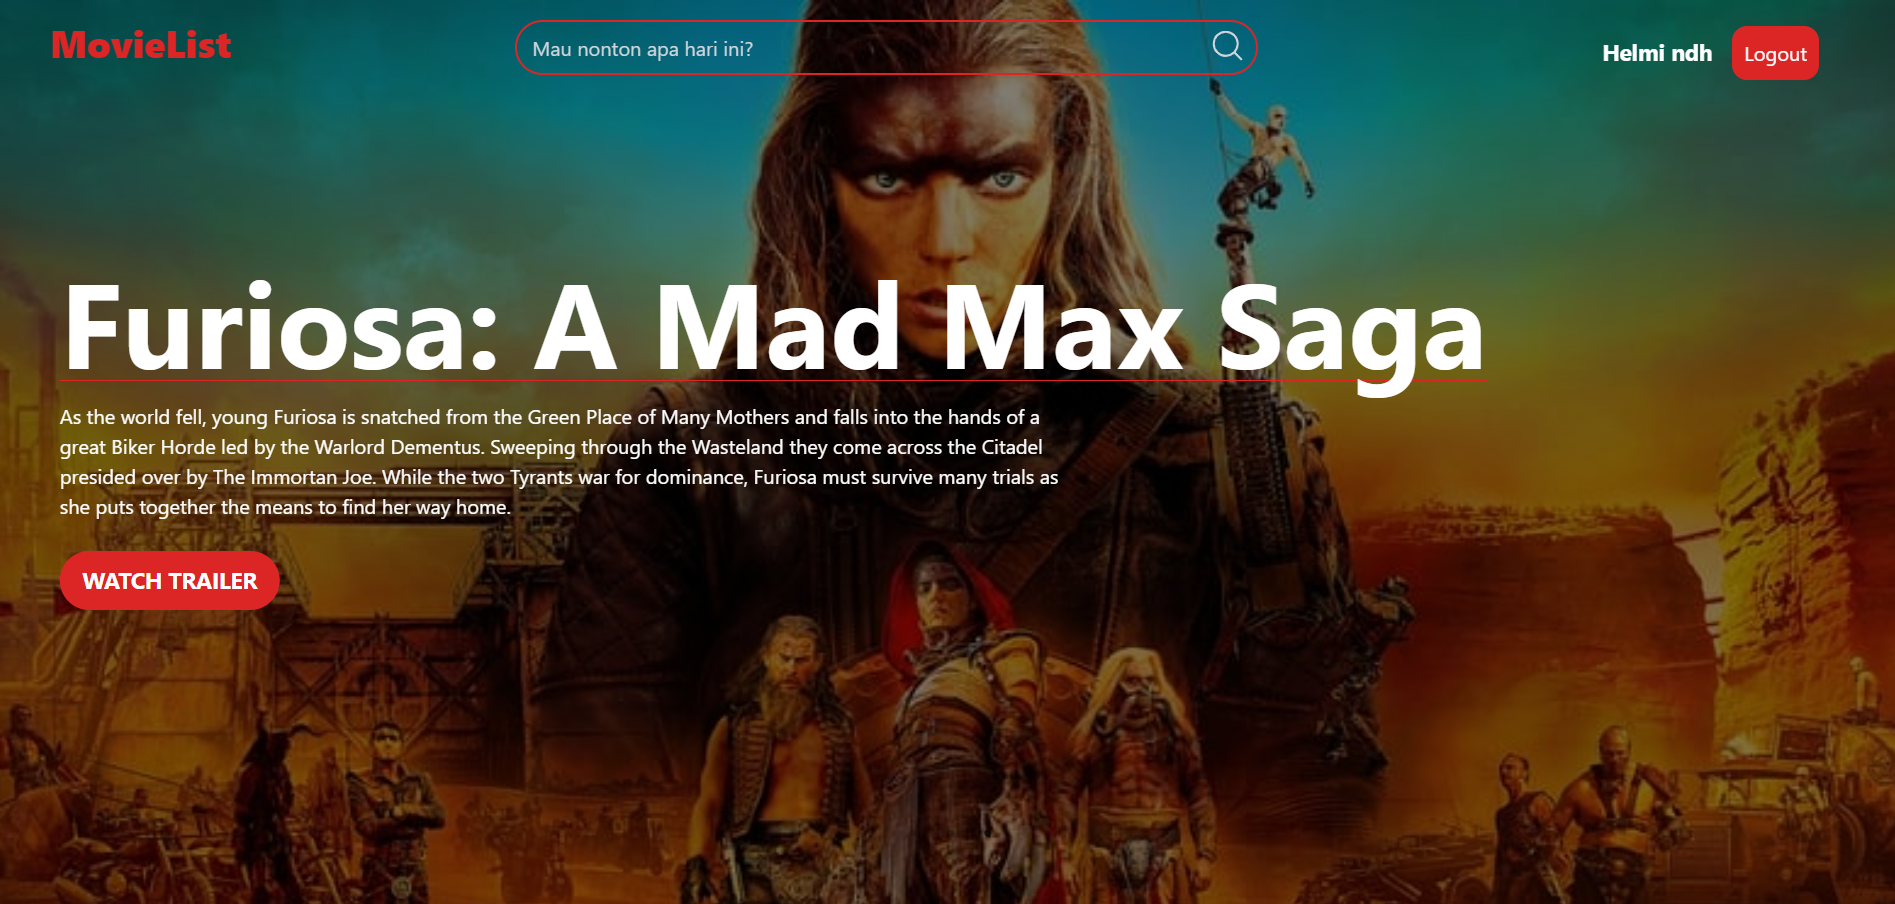 MovieList
Mau nonton apa hari ini?
Helmi ndh
Logout
Furiosa: A Mad Max Saga
As the world fell, young Furiosa is snatched from the Green Place of Many Mothers and falls into the hands of a
great Biker Horde led by the Warlord Dementus. Sweeping through the Wasteland they come across the Citadel
presided over by The Immortan Joe. While the two Tyrants war for dominance, Furiosa must survive many trials as
she puts together the means to find her way home.
WATCH TRAILER